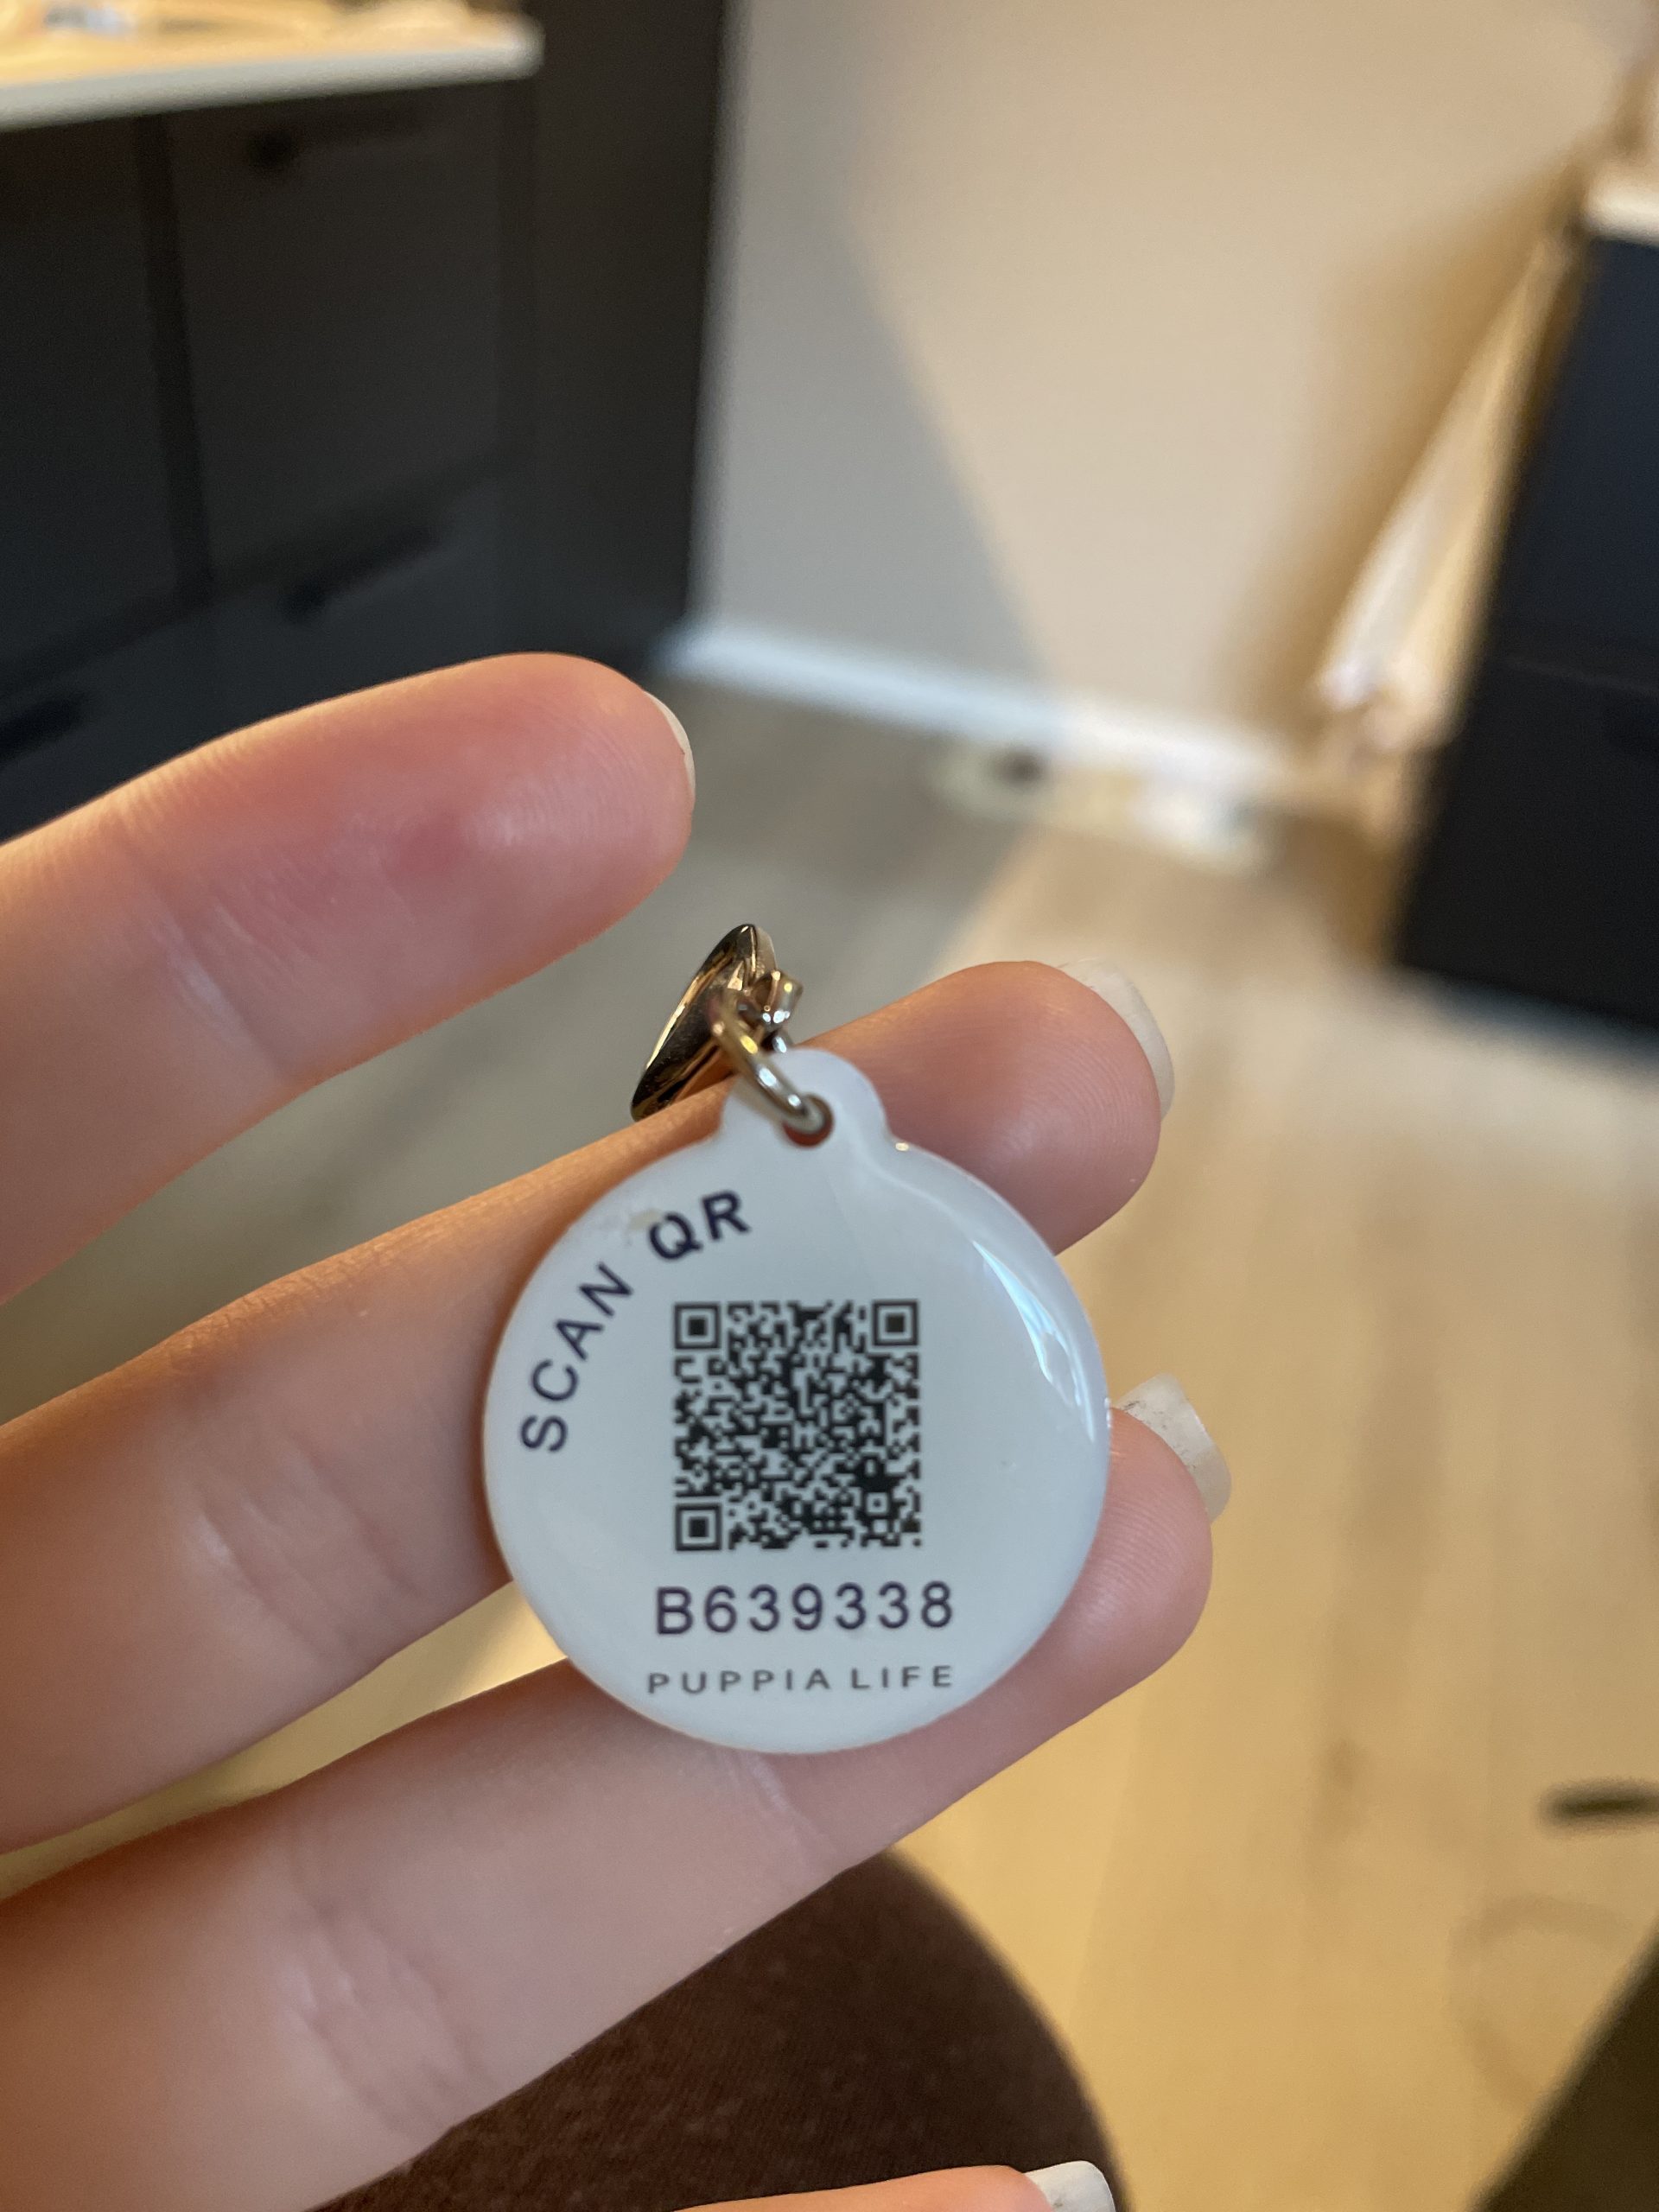 SCAN QR
B639338
PUPPIA LIFE